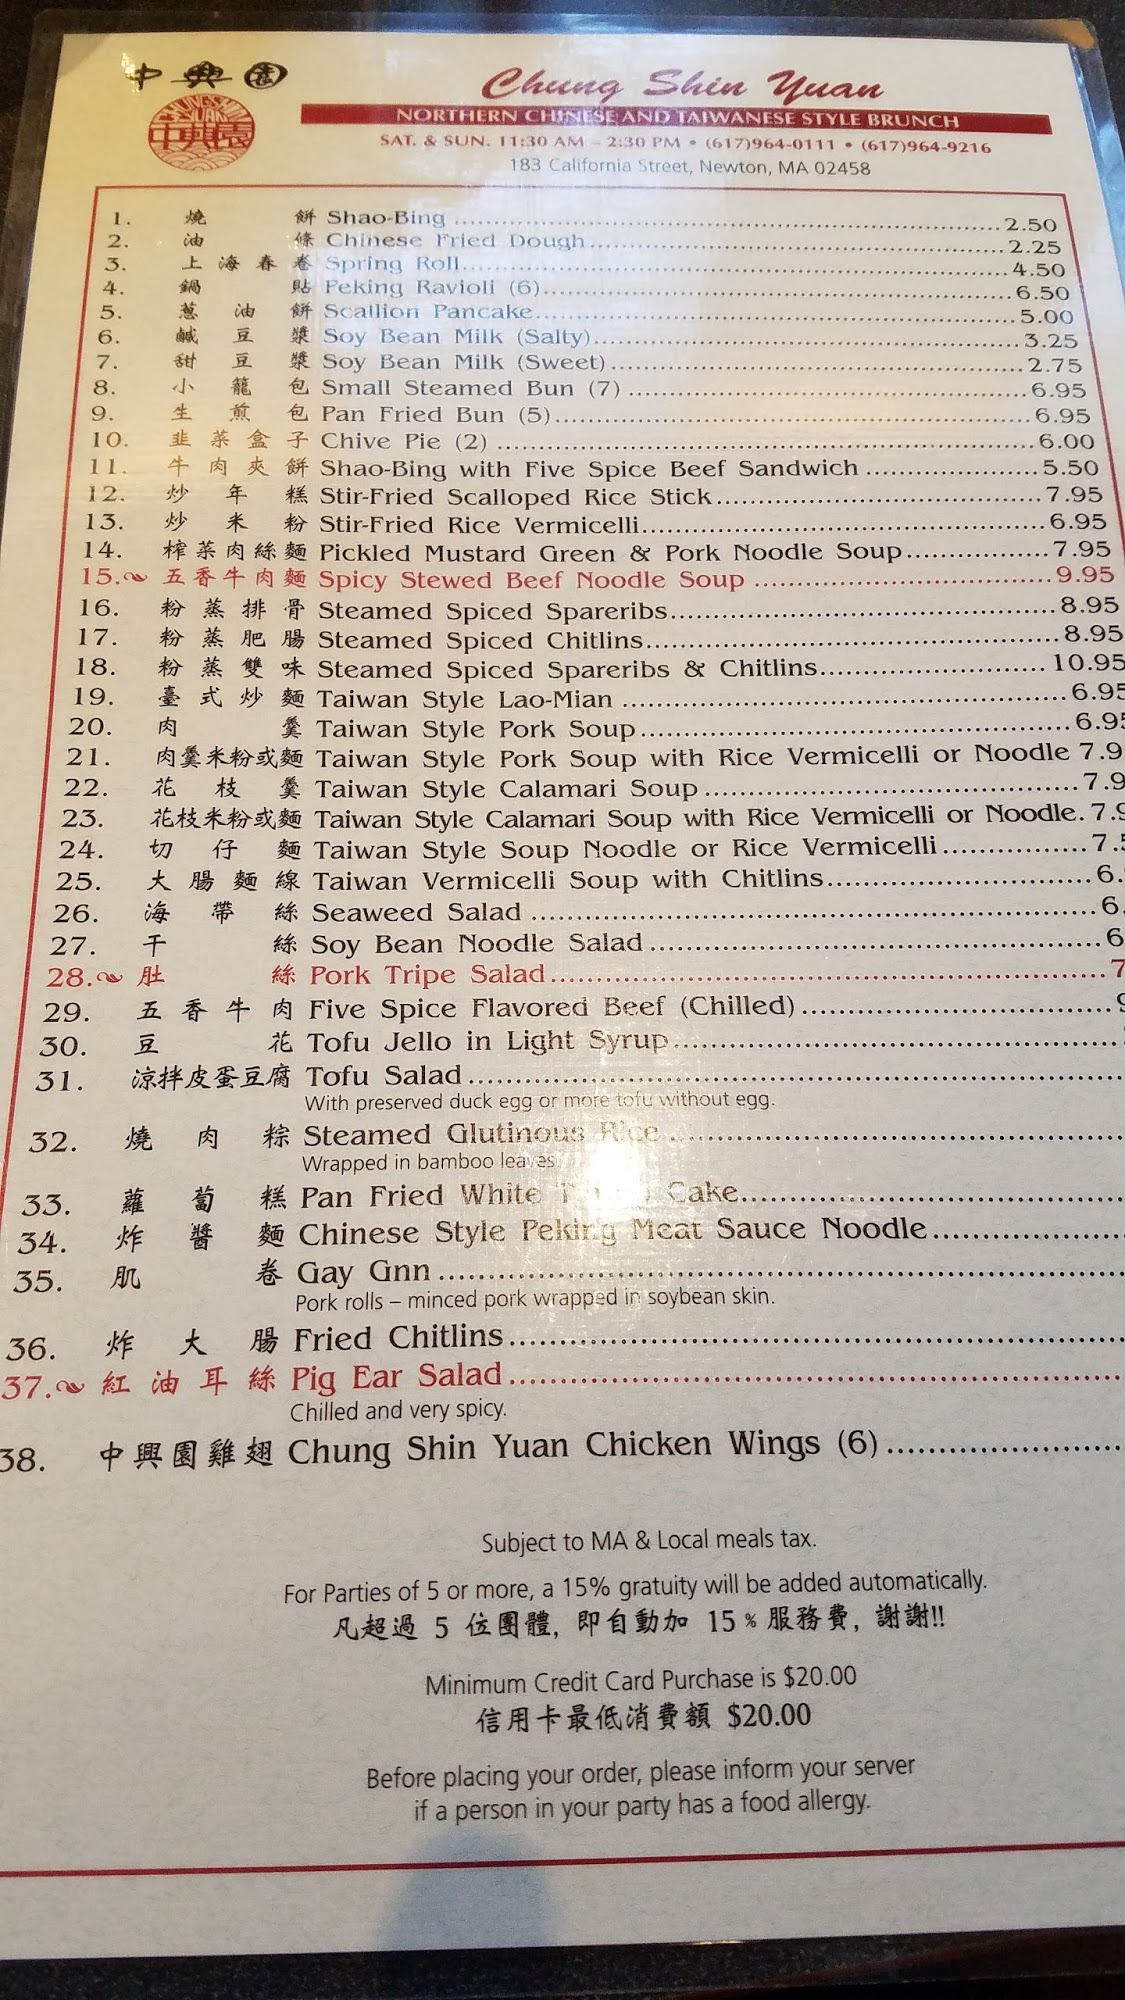 中興園
Chung Shin Yuan
CHUNG SHIN YUAN
中興園
NORTHERN CHINESE AND TAIWANESE STYLE BRUNCH
SAT. & SUN. 11:30 AM – 2:30 PM • (617)964-0111 • (617)964-9216
183 California Street, Newton, MA 02458
1. 燒餅 Shao-Bing 2.50
2. 油條 Chinese Fried Dough 2.25
3. 上海春卷 Spring Roll 4.50
4. 鍋貼 Peking Ravioli (6) 6.50
5. 蔥油餅 Scallion Pancake 5.00
6. 鹹豆漿 Soy Bean Milk (Salty) 3.25
7. 甜豆漿 Soy Bean Milk (Sweet) 2.75
8. 小籠包 Small Steamed Bun (7) 6.95
9. 生煎包 Pan Fried Bun (5) 6.95
10. 韭菜盒子 Chive Pie (2) 6.00
11. 牛肉夾餅 Shao-Bing with Five Spice Beef Sandwich 5.50
12. 炒年糕 Stir-Fried Scalloped Rice Stick 7.95
13. 炒米粉 Stir-Fried Rice Vermicelli 6.95
14. 榨菜肉絲麵 Pickled Mustard Green & Pork Noodle Soup 7.95
15. 五香牛肉麵 Spicy Stewed Beef Noodle Soup 9.95
16. 粉蒸排骨 Steamed Spiced Spareribs 8.95
17. 粉蒸肥腸 Steamed Spiced Chitlins 8.95
18. 粉蒸雙味 Steamed Spiced Spareribs & Chitlins 10.95
19. 臺式炒麵 Taiwan Style Lao-Mian 6.95
20. 肉羹 Taiwan Style Pork Soup 6.95
21. 肉羹米粉或麵 Taiwan Style Pork Soup with Rice Vermicelli or Noodle 7.9
22. 花枝羹 Taiwan Style Calamari Soup 7.9
23. 花枝米粉或麵 Taiwan Style Calamari Soup with Rice Vermicelli or Noodle. 7.9
24. 切仔麵 Taiwan Style Soup Noodle or Rice Vermicelli 7.5
25. 大腸麵線 Taiwan Vermicelli Soup with Chitlins 6.
26. 海帶絲 Seaweed Salad 6.
27. 干絲 Soy Bean Noodle Salad 6
28. 肚絲 Pork Tripe Salad 7
29. 五香牛肉 Five Spice Flavored Beef (Chilled)
30. 豆花 Tofu Jello in Light Syrup
31. 涼拌皮蛋豆腐 Tofu Salad
With preserved duck egg or more tofu without egg.
32. 燒肉粽 Steamed Glutinous Rice
Wrapped in bamboo leaves.
33. 蘿蔔糕 Pan Fried White Cake
34. 炸醬麵 Chinese Style Peking Meat Sauce Noodle
35. 肌卷 Gay Gnn
Pork rolls – minced pork wrapped in soybean skin.
36. 炸大腸 Fried Chitlins
37. 紅油耳絲 Pig Ear Salad
Chilled and very spicy.
38. 中興園雞翅 Chung Shin Yuan Chicken Wings (6)
Subject to MA & Local meals tax.
For Parties of 5 or more, a 15% gratuity will be added automatically.
凡超過 5 位團體, 即自動加 15% 服務費, 謝謝!!
Minimum Credit Card Purchase is $20.00
信用卡最低消費額 $20.00
Before placing your order, please inform your server
if a person in your party has a food allergy.